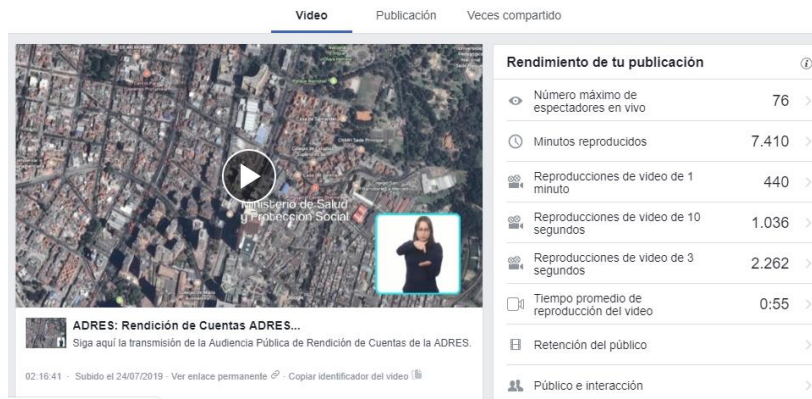 Video Publicación Veces compartido
Ministerio de Salud
y Protección Social
ADRES: Rendición de Cuentas ADRES...
Siga aquí la transmisión de la Audiencia Pública de Rendición de Cuentas de la ADRES.
02:16:41 · Subido el 24/07/2019 · Ver enlace permanente · Copiar identificador del video
Rendimiento de tu publicación
Número máximo de
espectadores en vivo 76
Minutos reproducidos 7.410
Reproducciones de video de 1
minuto 440
Reproducciones de video de 10
segundos 1.036
Reproducciones de video de 3
segundos 2.262
Tiempo promedio de
reproducción del video 0:55
Retención del público
Público e interacción